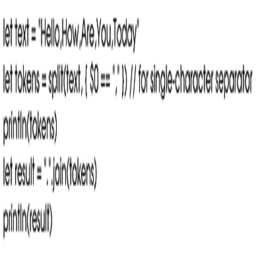 let text = "Hello,How,Are,You,Today"
let tokens = split(text, { $0 == "," }) // for single-character separator
println(tokens)
let result = ".".join(tokens)
println(result)